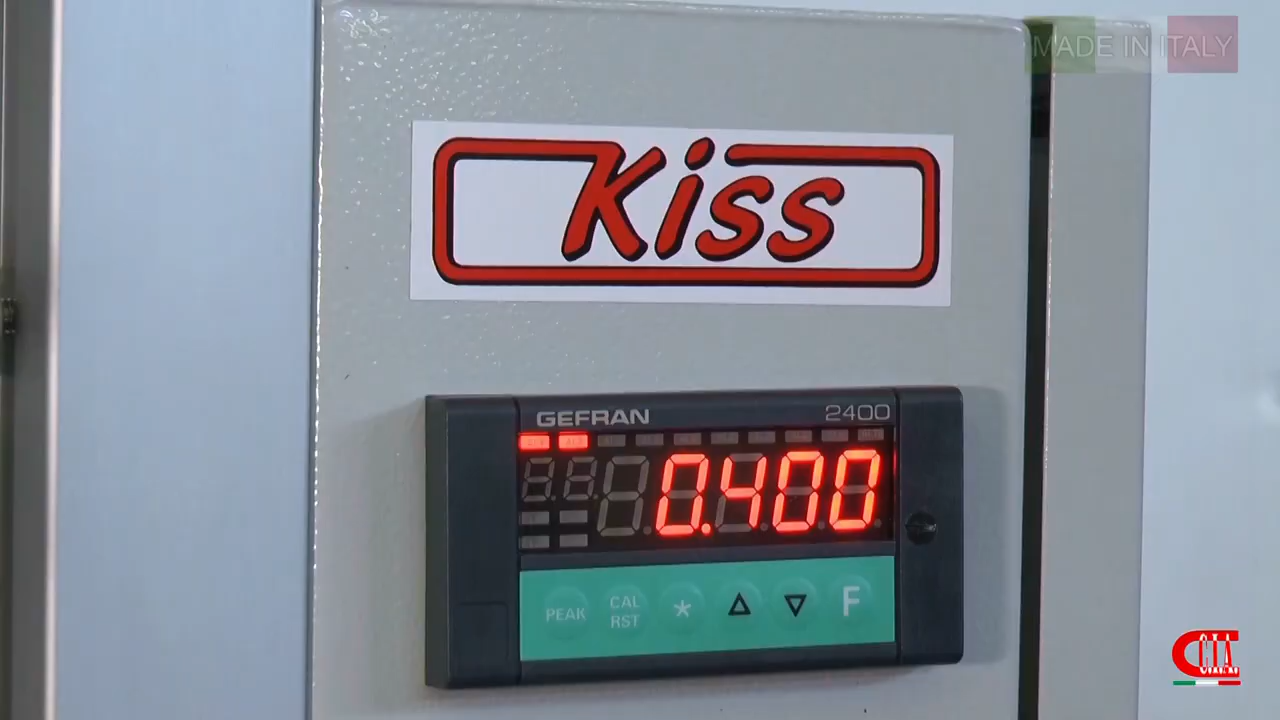 MADE IN ITALY
Kiss
GEFRAN 2400
0.400
PEAK
CAL
RST
*
F
C.I.A.